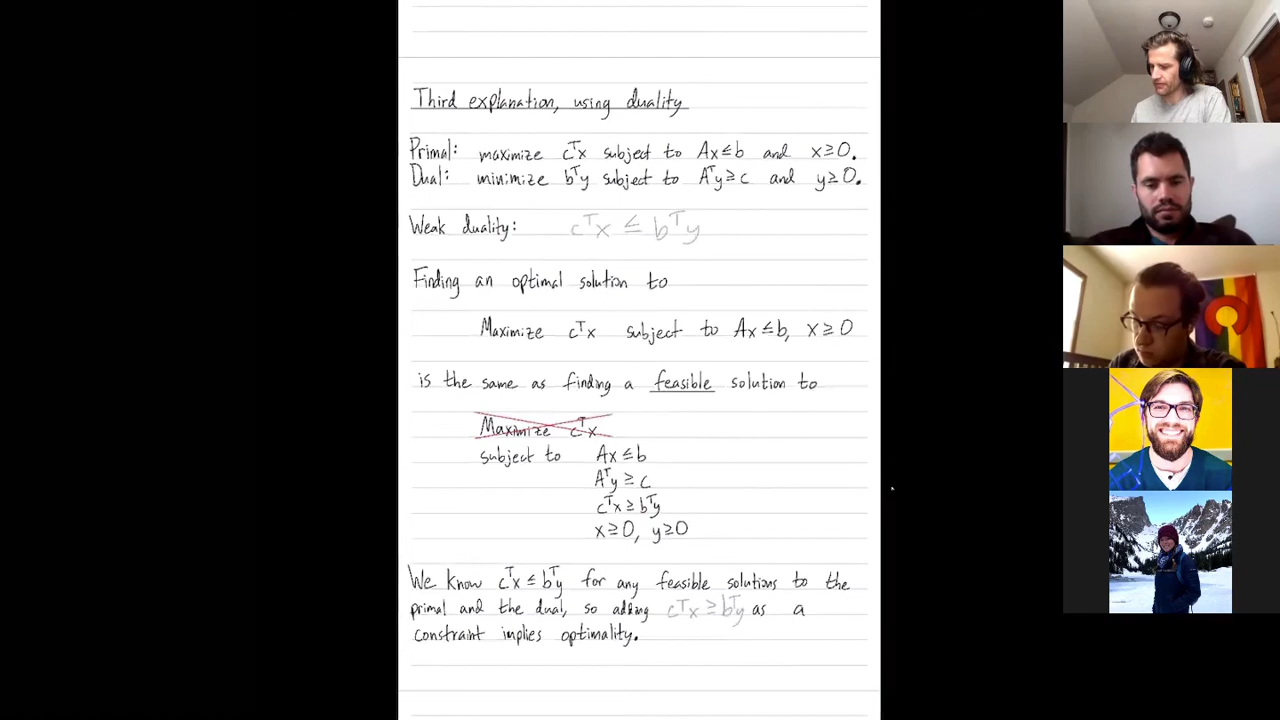 Third explanation, using duality
Primal: maximize cᵀx subject to Ax≤b and x≥0.
Dual: minimize bᵀy subject to Aᵀy≥c and y≥0.
Weak duality: cᵀx ≤ bᵀy
Finding an optimal solution to
Maximize cᵀx subject to Ax≤b, x≥0
is the same as finding a feasible solution to
Maximize cᵀx
subject to Ax≤b
Aᵀy≥c
cᵀx≥bᵀy
x≥0, y≥0
We know cᵀx≤bᵀy for any feasible solutions to the
primal and the dual, so adding cᵀx≥bᵀy as a
constraint implies optimality.